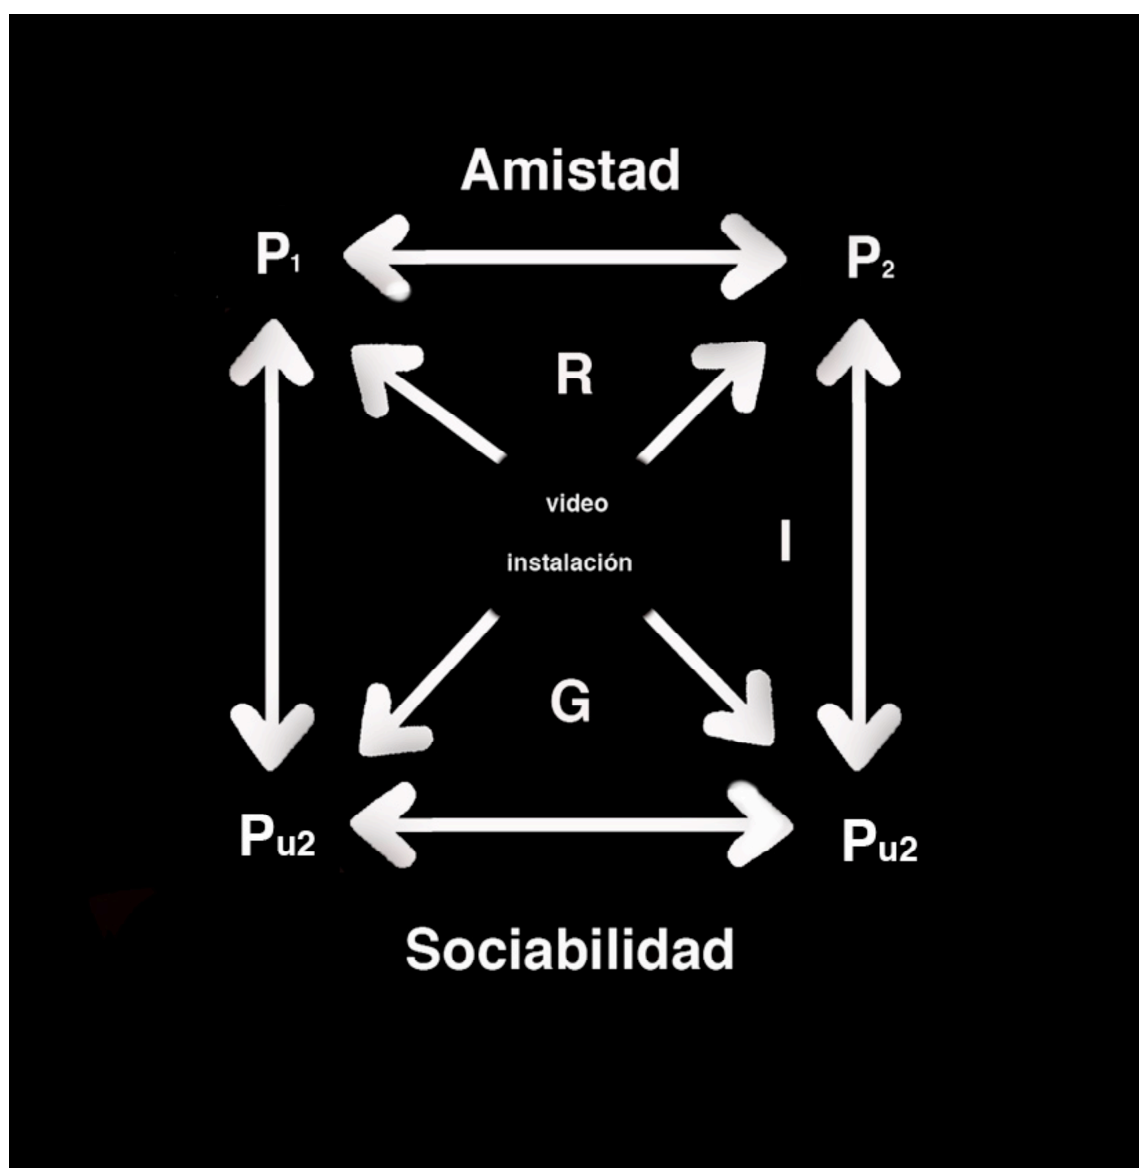 Amistad
P1 P2
R
video
I
instalación
G
Pu2 Pu2
Sociabilidad